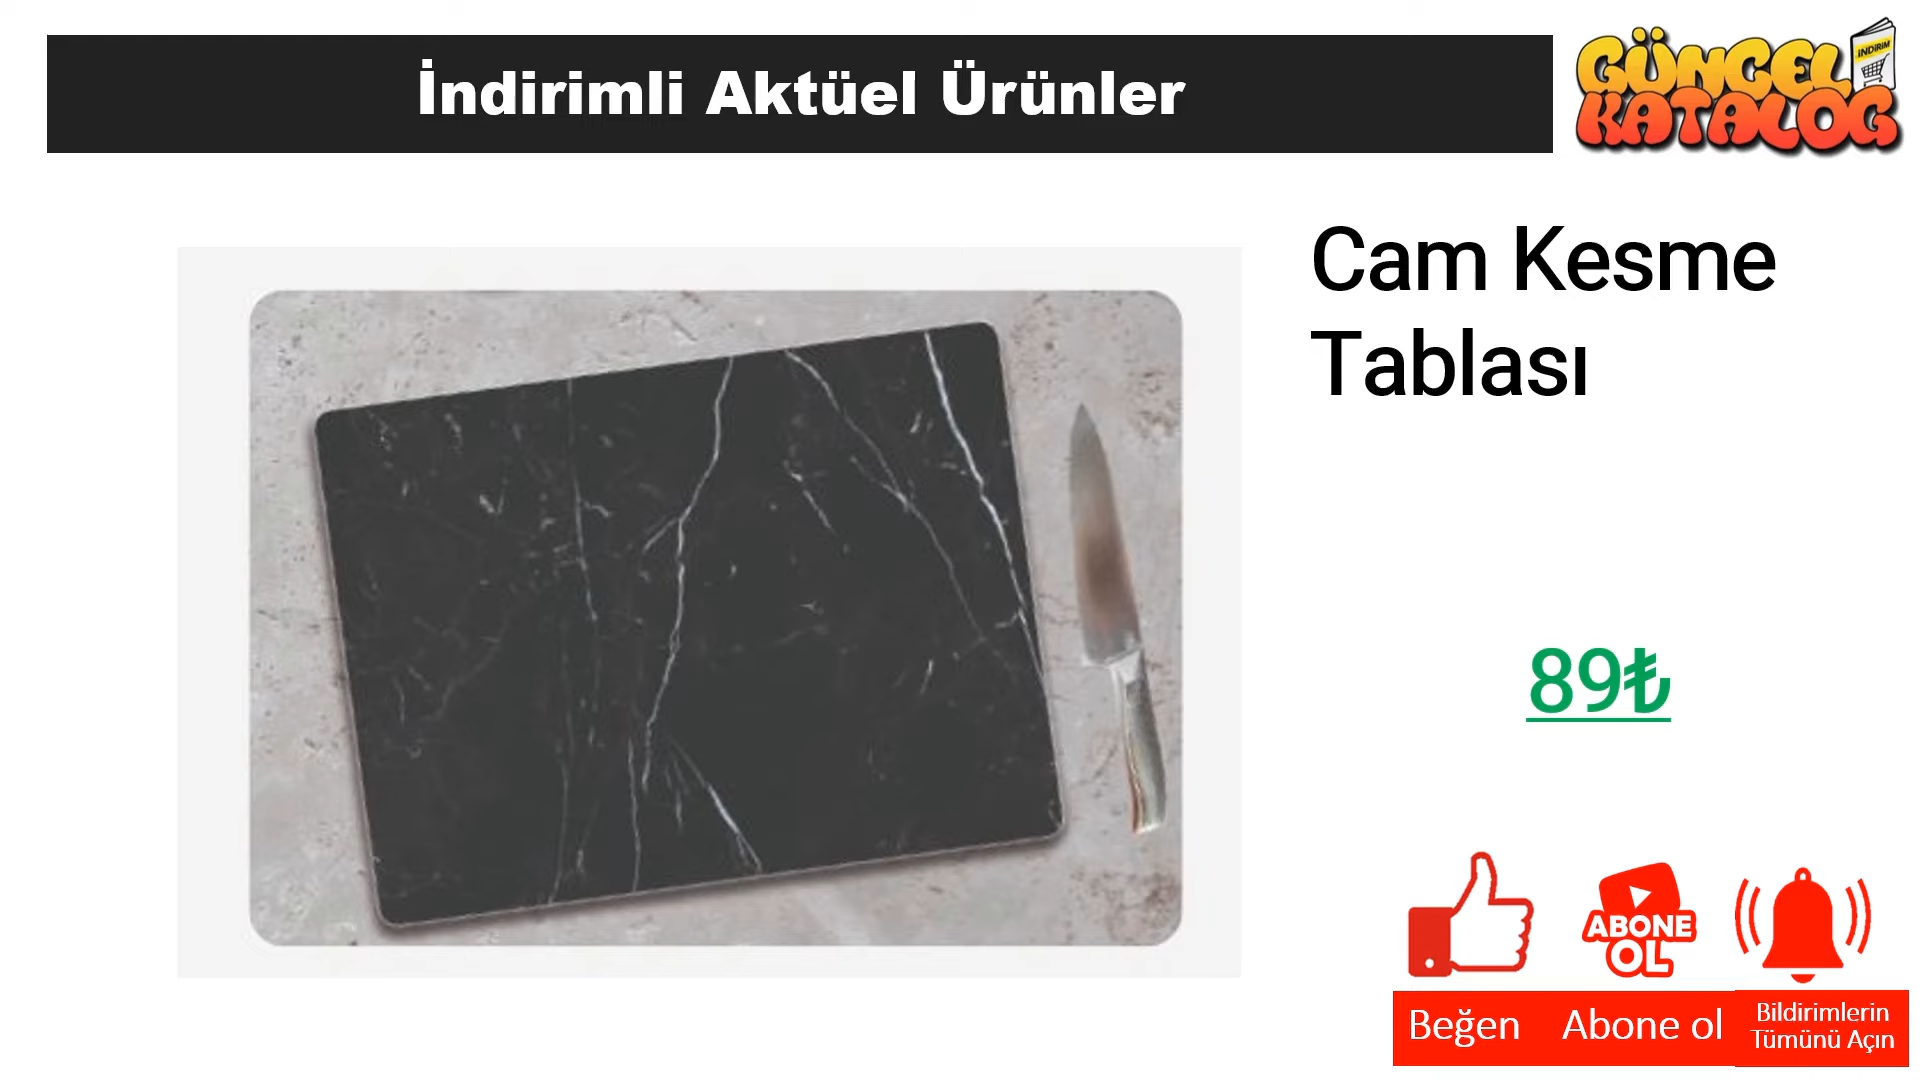 İndirimli Aktüel Ürünler
GÜNCEL
KATALOG
İNDİRİM
Cam Kesme
Tablası
89₺
ABONE
OL
Beğen
Abone ol
Bildirimlerin
Tümünü Açın